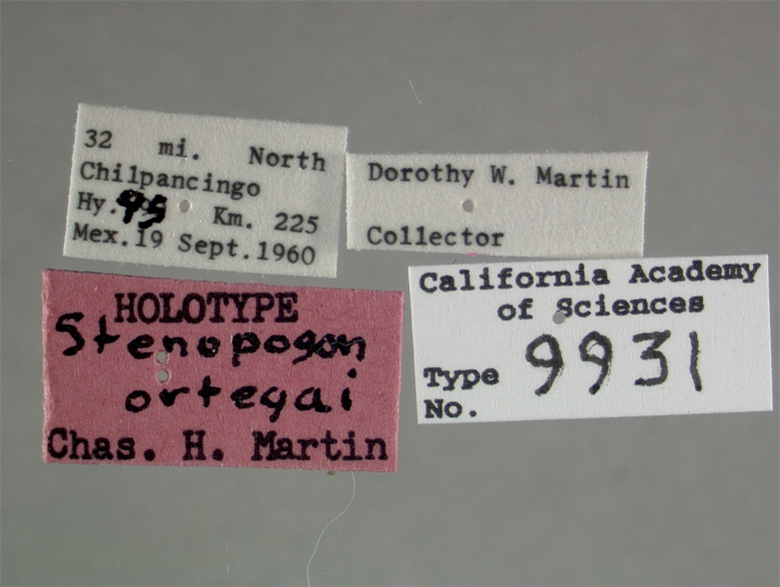 32 mi. North
Chilpancingo
Hy. 95 Km. 225
Mex.19 Sept.1960
Dorothy W. Martin
Collector
HOLOTYPE
Stenopogon
ortegai
Chas. H. Martin
California Academy
of Sciences
Type 9931
No.